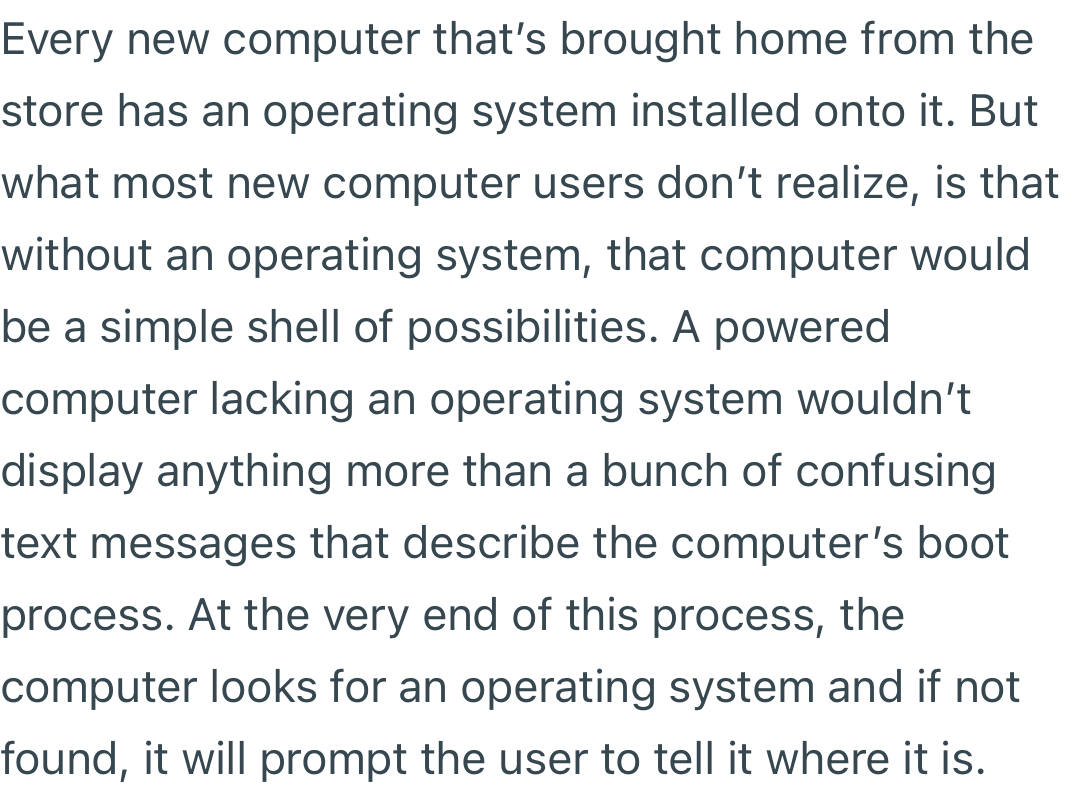 Every new computer that’s brought home from the
store has an operating system installed onto it. But
what most new computer users don’t realize, is that
without an operating system, that computer would
be a simple shell of possibilities. A powered
computer lacking an operating system wouldn’t
display anything more than a bunch of confusing
text messages that describe the computer’s boot
process. At the very end of this process, the
computer looks for an operating system and if not
found, it will prompt the user to tell it where it is.